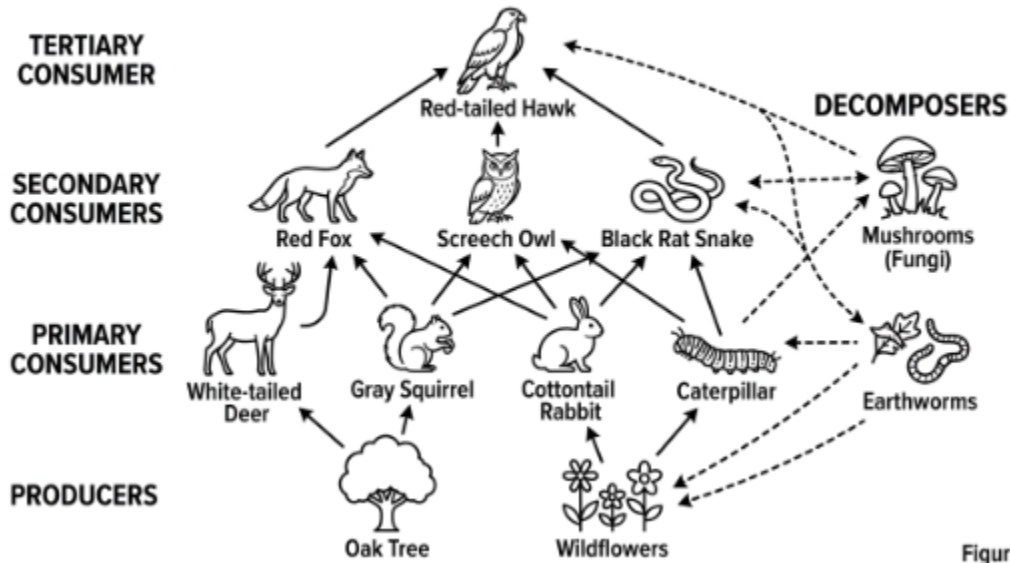 TERTIARY
CONSUMER
Red-tailed Hawk
DECOMPOSERS
SECONDARY
CONSUMERS
Red Fox
Screech Owl
Black Rat Snake
Mushrooms
(Fungi)
PRIMARY
CONSUMERS
White-tailed
Deer
Gray Squirrel
Cottontail
Rabbit
Caterpillar
Earthworms
PRODUCERS
Oak Tree
Wildflowers
Figur